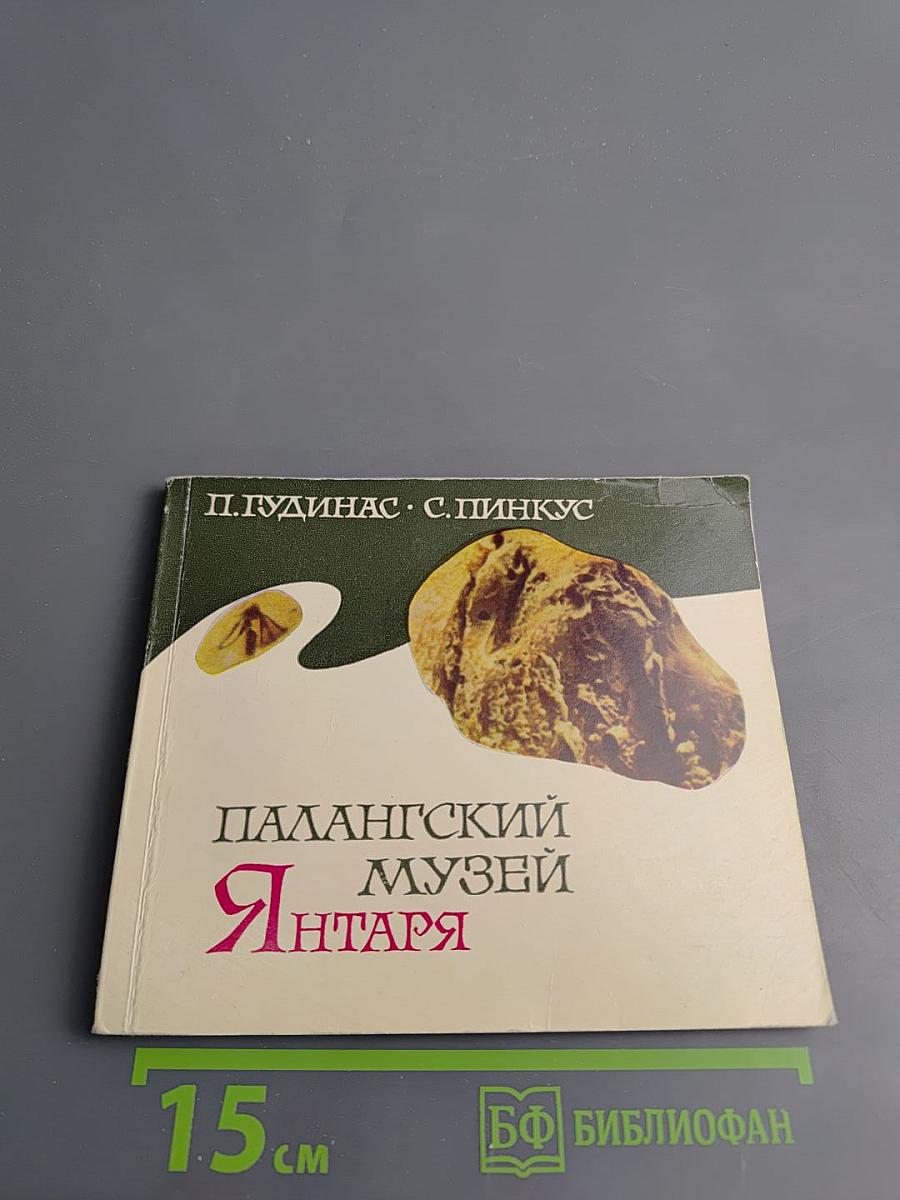 П.ГУДИНАС · С.ПИНКУС
ПАЛАНГСКИЙ
МУЗЕЙ
ЯНТАРЯ
15 см
БФ БИБЛИОФАН